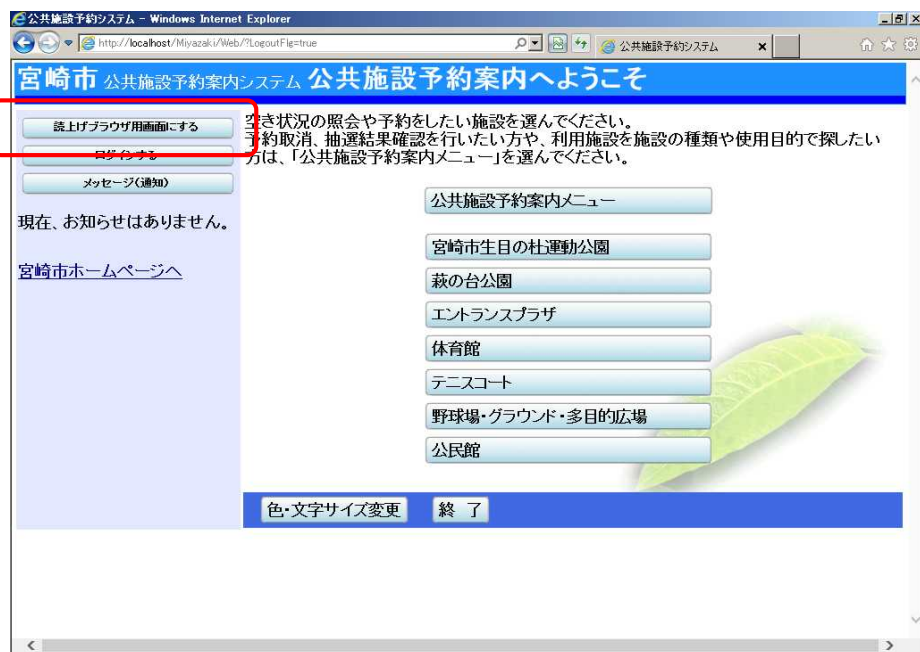 公共施設予約システム - Windows Internet Explorer
http://localhost/Miyazaki/Web/?LogoutFlg=true
公共施設予約システム
宮崎市 公共施設予約案内システム 公共施設予約案内へようこそ
読上げブラウザ用画面にする
ログインする
メッセージ(通知)
現在、お知らせはありません。
宮崎市ホームページへ
空き状況の照会や予約をしたい施設を選んでください。
予約取消、抽選結果確認を行いたい方や、利用施設を施設の種類や使用目的で探したい
方は、「公共施設予約案内メニュー」を選んでください。
公共施設予約案内メニュー
宮崎市生目の杜運動公園
萩の台公園
エントランスプラザ
体育館
テニスコート
野球場・グラウンド・多目的広場
公民館
色・文字サイズ変更
終 了